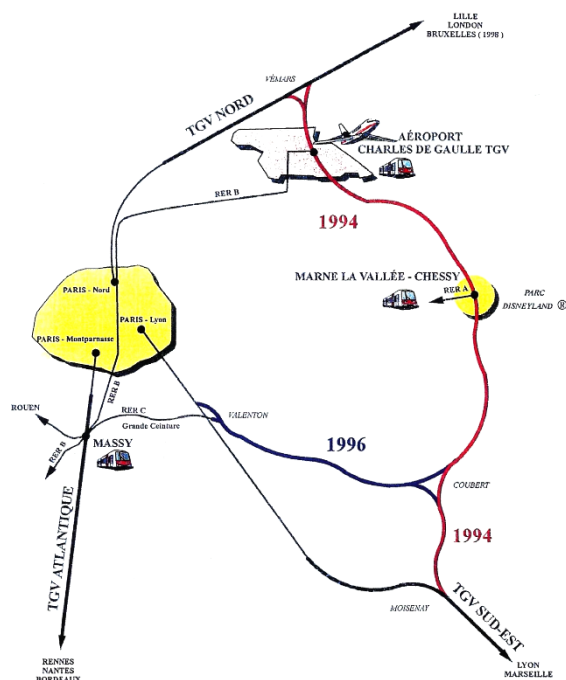 LILLE
LONDON
BRUXELLES ( 1998 )
VÉMARS
TGV NORD
AÉROPORT
CHARLES DE GAULLE TGV
RER B
1994
MARNE LA VALLÉE - CHESSY
RER A
PARC
DISNEYLAND ®
PARIS - Nord
PARIS - Lyon
PARIS - Montparnasse
RER B
ROUEN
RER C
Grande Ceinture
VALENTON
MASSY
RER B
1996
COUBERT
1994
TGV ATLANTIQUE
MOISENAY
TGV SUD-EST
RENNES
NANTES
BORDEAUX
LYON
MARSEILLE